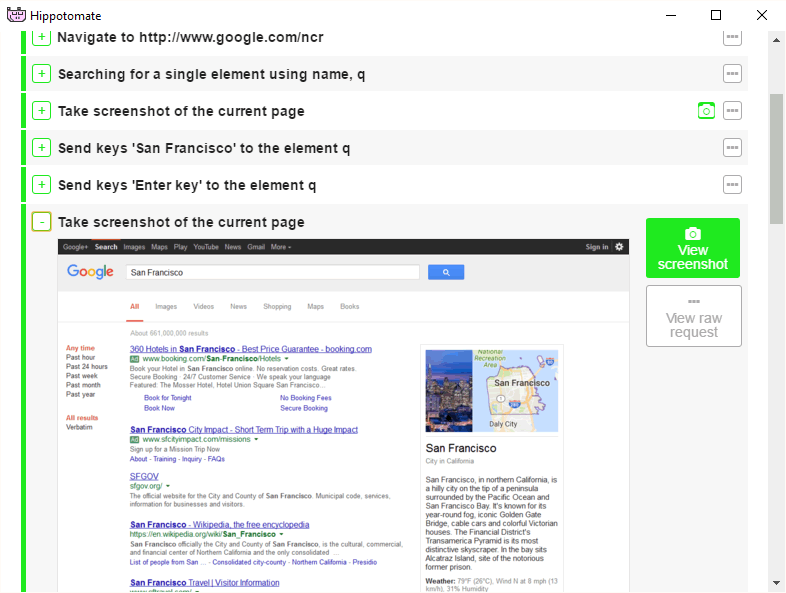 Hippotomate
Navigate to http://www.google.com/ncr
Searching for a single element using name, q
Take screenshot of the current page
Send keys 'San Francisco' to the element q
Send keys 'Enter key' to the element q
Take screenshot of the current page
View screenshot
View raw request
Google+ Search Images Maps Play YouTube News Gmail More Sign in
Google San Francisco
All Images Videos News Shopping Maps Books
About 661,000,000 results
Any time
Past hour
Past 24 hours
Past week
Past month
Past year
All results
Verbatim
360 Hotels in San Francisco - Best Price Guarantee - booking.com
Ad www.booking.com/San-Francisco/Hotels
Book your Hotel in San Francisco online. No reservation costs. Great rates.
Secure Booking · 24/7 Customer Service · We speak your language
Featured: The Mosser Hotel, Hotel Union Square San Francisco...
Book for Tonight No Booking Fees
Book Now Secure Booking
San Francisco City Impact - Short Term Trip with a Huge Impact
Ad www.sfcityimpact.com/missions
Sign up for a Mission Trip Now
About - Training - Inquiry - FAQs
SFGOV
sfgov.org/
The official website for the City and County of San Francisco. Municipal code, services,
information for businesses and visitors.
San Francisco - Wikipedia, the free encyclopedia
https://en.wikipedia.org/wiki/San_Francisco
San Francisco officially the City and County of San Francisco, is the cultural, commercial,
and financial center of Northern California and the only consolidated ...
List of people from San ... - Consolidated city-county - Northern California - Presidio
San Francisco Travel | Visitor Information
www.sftravel.com/
National
Recreation
Area
San Francisco
1
280
Daly City
San Francisco
City in California
San Francisco, in northern California, is
a hilly city on the tip of a peninsula
surrounded by the Pacific Ocean and
San Francisco Bay. It's known for its
year-round fog, iconic Golden Gate
Bridge, cable cars and colorful Victorian
houses. The Financial District's
Transamerica Pyramid is its most
distinctive skyscraper. In the bay sits
Alcatraz Island, site of the notorious
former prison.
Weather: 79°F (26°C), Wind N at 8 mph (13
km/h), 31% Humidity